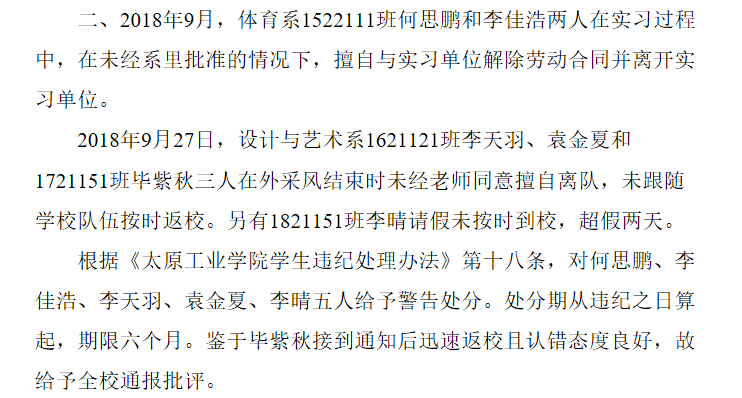 二、2018年9月，体育系1522111班何思鹏和李佳浩两人在实习过程
中，在未经系里批准的情况下，擅自与实习单位解除劳动合同并离开实
习单位。
2018年9月27日，设计与艺术系1621121班李天羽、袁金夏和
1721151班毕紫秋三人在外采风结束时未经老师同意擅自离队，未跟随
学校队伍按时返校。另有1821151班李晴请假未按时到校，超假两天。
根据《太原工业学院学生违纪处理办法》第十八条，对何思鹏、李
佳浩、李天羽、袁金夏、李晴五人给予警告处分。处分期从违纪之日算
起，期限六个月。鉴于毕紫秋接到通知后迅速返校且认错态度良好，故
给予全校通报批评。